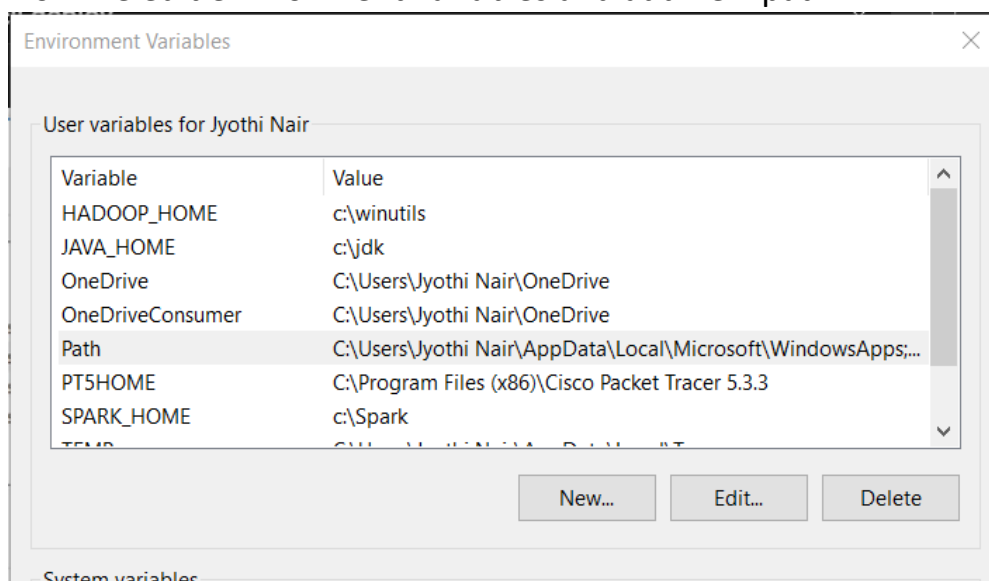 Environment Variables
User variables for Jyothi Nair
Variable Value
HADOOP_HOME c:\winutils
JAVA_HOME c:\jdk
OneDrive C:\Users\Jyothi Nair\OneDrive
OneDriveConsumer C:\Users\Jyothi Nair\OneDrive
Path C:\Users\Jyothi Nair\AppData\Local\Microsoft\WindowsApps;...
PT5HOME C:\Program Files (x86)\Cisco Packet Tracer 5.3.3
SPARK_HOME c:\Spark
New... Edit... Delete
System variables